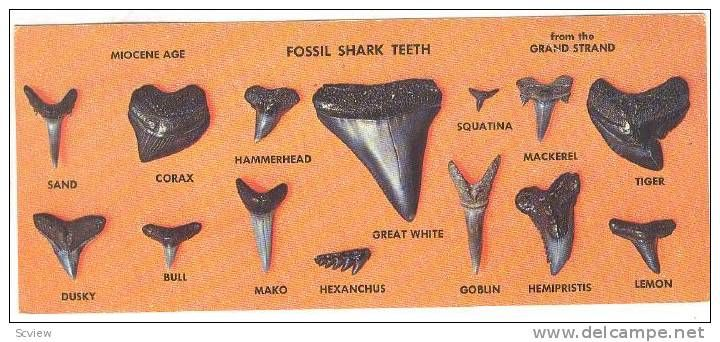 MIOCENE AGE
FOSSIL SHARK TEETH
from the
GRAND STRAND
SAND
CORAX
HAMMERHEAD
GREAT WHITE
SQUATINA
MACKEREL
TIGER
DUSKY
BULL
MAKO
HEXANCHUS
GOBLIN
HEMIPRISTIS
LEMON
Scview
delcampe.net